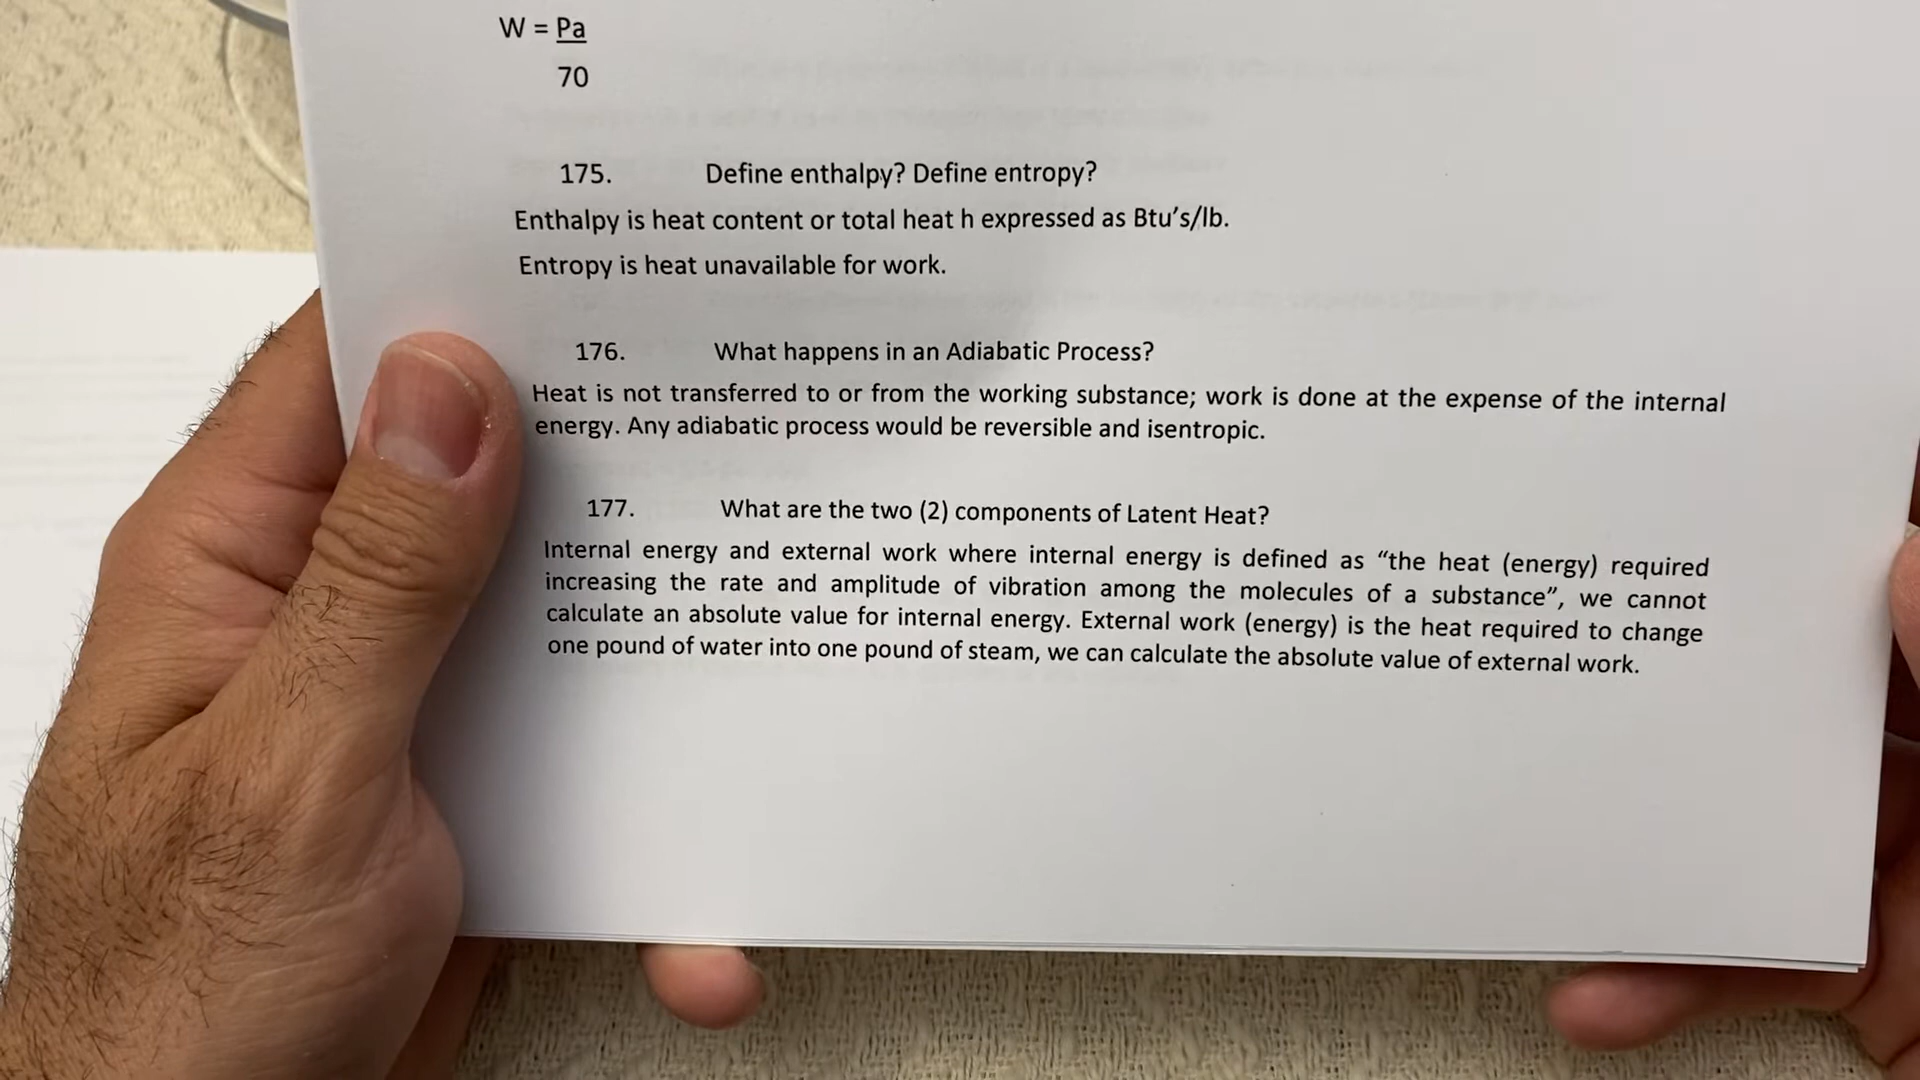 W = Pa
70
175. Define enthalpy? Define entropy?
Enthalpy is heat content or total heat h expressed as Btu's/lb.
Entropy is heat unavailable for work.
176. What happens in an Adiabatic Process?
Heat is not transferred to or from the working substance; work is done at the expense of the internal
energy. Any adiabatic process would be reversible and isentropic.
177. What are the two (2) components of Latent Heat?
Internal energy and external work where internal energy is defined as “the heat (energy) required
increasing the rate and amplitude of vibration among the molecules of a substance”, we cannot
calculate an absolute value for internal energy. External work (energy) is the heat required to change
one pound of water into one pound of steam, we can calculate the absolute value of external work.